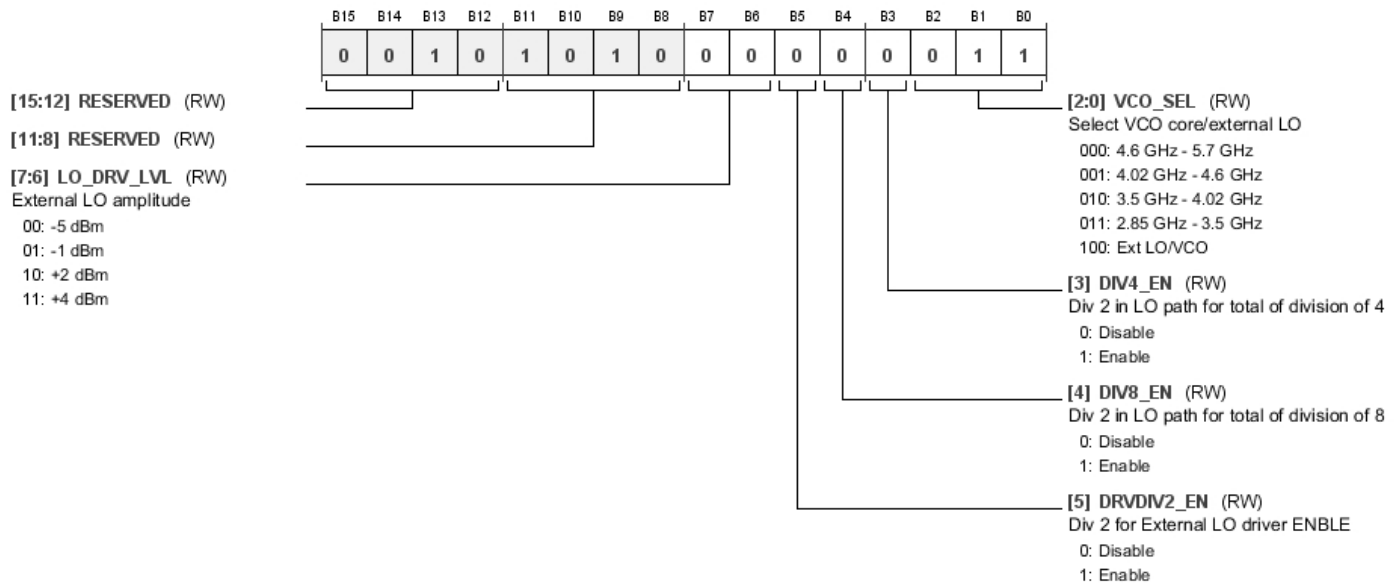 B15 B14 B13 B12 B11 B10 B9 B8 B7 B6 B5 B4 B3 B2 B1 B0
0 0 1 0 1 0 1 0 0 0 0 0 0 0 1 1
[15:12] RESERVED (RW)
[11:8] RESERVED (RW)
[7:6] LO_DRV_LVL (RW)
External LO amplitude
00: -5 dBm
01: -1 dBm
10: +2 dBm
11: +4 dBm
[2:0] VCO_SEL (RW)
Select VCO core/external LO
000: 4.6 GHz - 5.7 GHz
001: 4.02 GHz - 4.6 GHz
010: 3.5 GHz - 4.02 GHz
011: 2.85 GHz - 3.5 GHz
100: Ext LO/VCO
[3] DIV4_EN (RW)
Div 2 in LO path for total of division of 4
0: Disable
1: Enable
[4] DIV8_EN (RW)
Div 2 in LO path for total of division of 8
0: Disable
1: Enable
[5] DRVDIV2_EN (RW)
Div 2 for External LO driver ENBLE
0: Disable
1: Enable